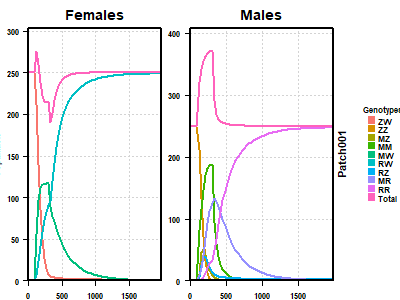 Females Males
300
250
200
150
100
50
0
0 500 1000 1500
400
300
200
100
0
0 500 1000 1500
Patch001
Genotypes
ZW
ZZ
MZ
MM
MW
RW
RZ
MR
RR
Total